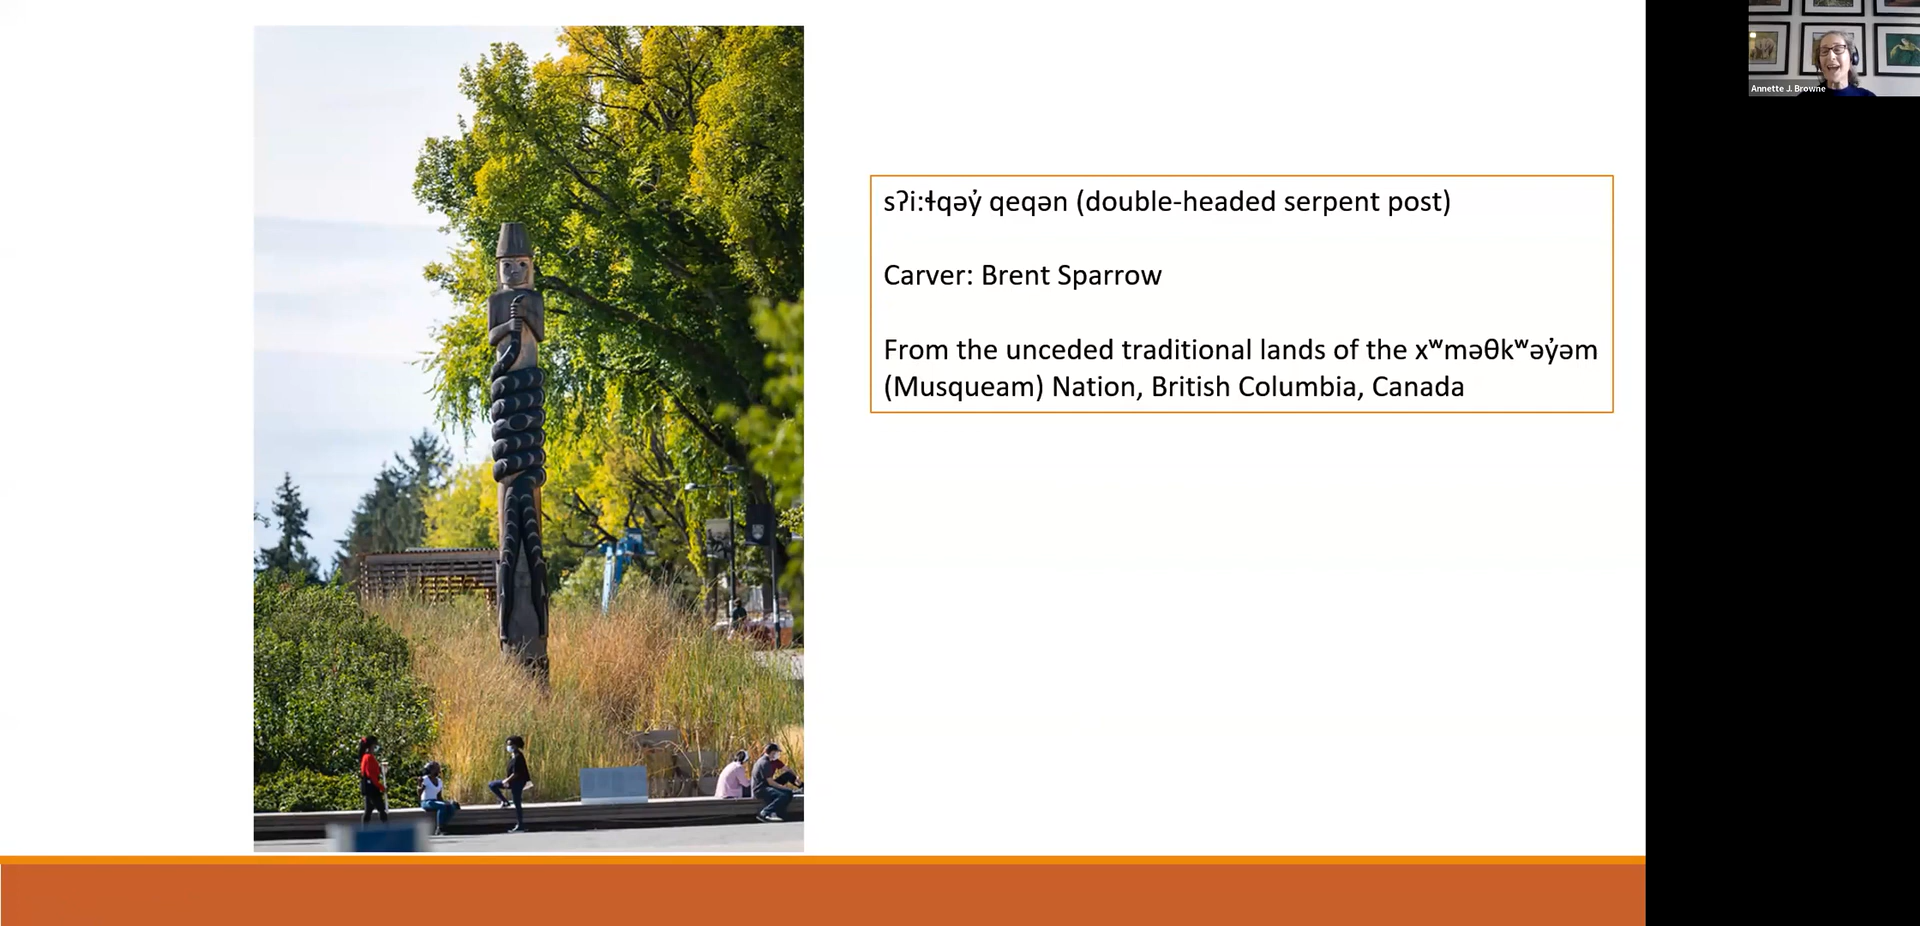 sʔi:ɬqəy̓ qeqən (double-headed serpent post)
Carver: Brent Sparrow
From the unceded traditional lands of the xʷməθkʷəy̓əm
(Musqueam) Nation, British Columbia, Canada
Annette J. Browne